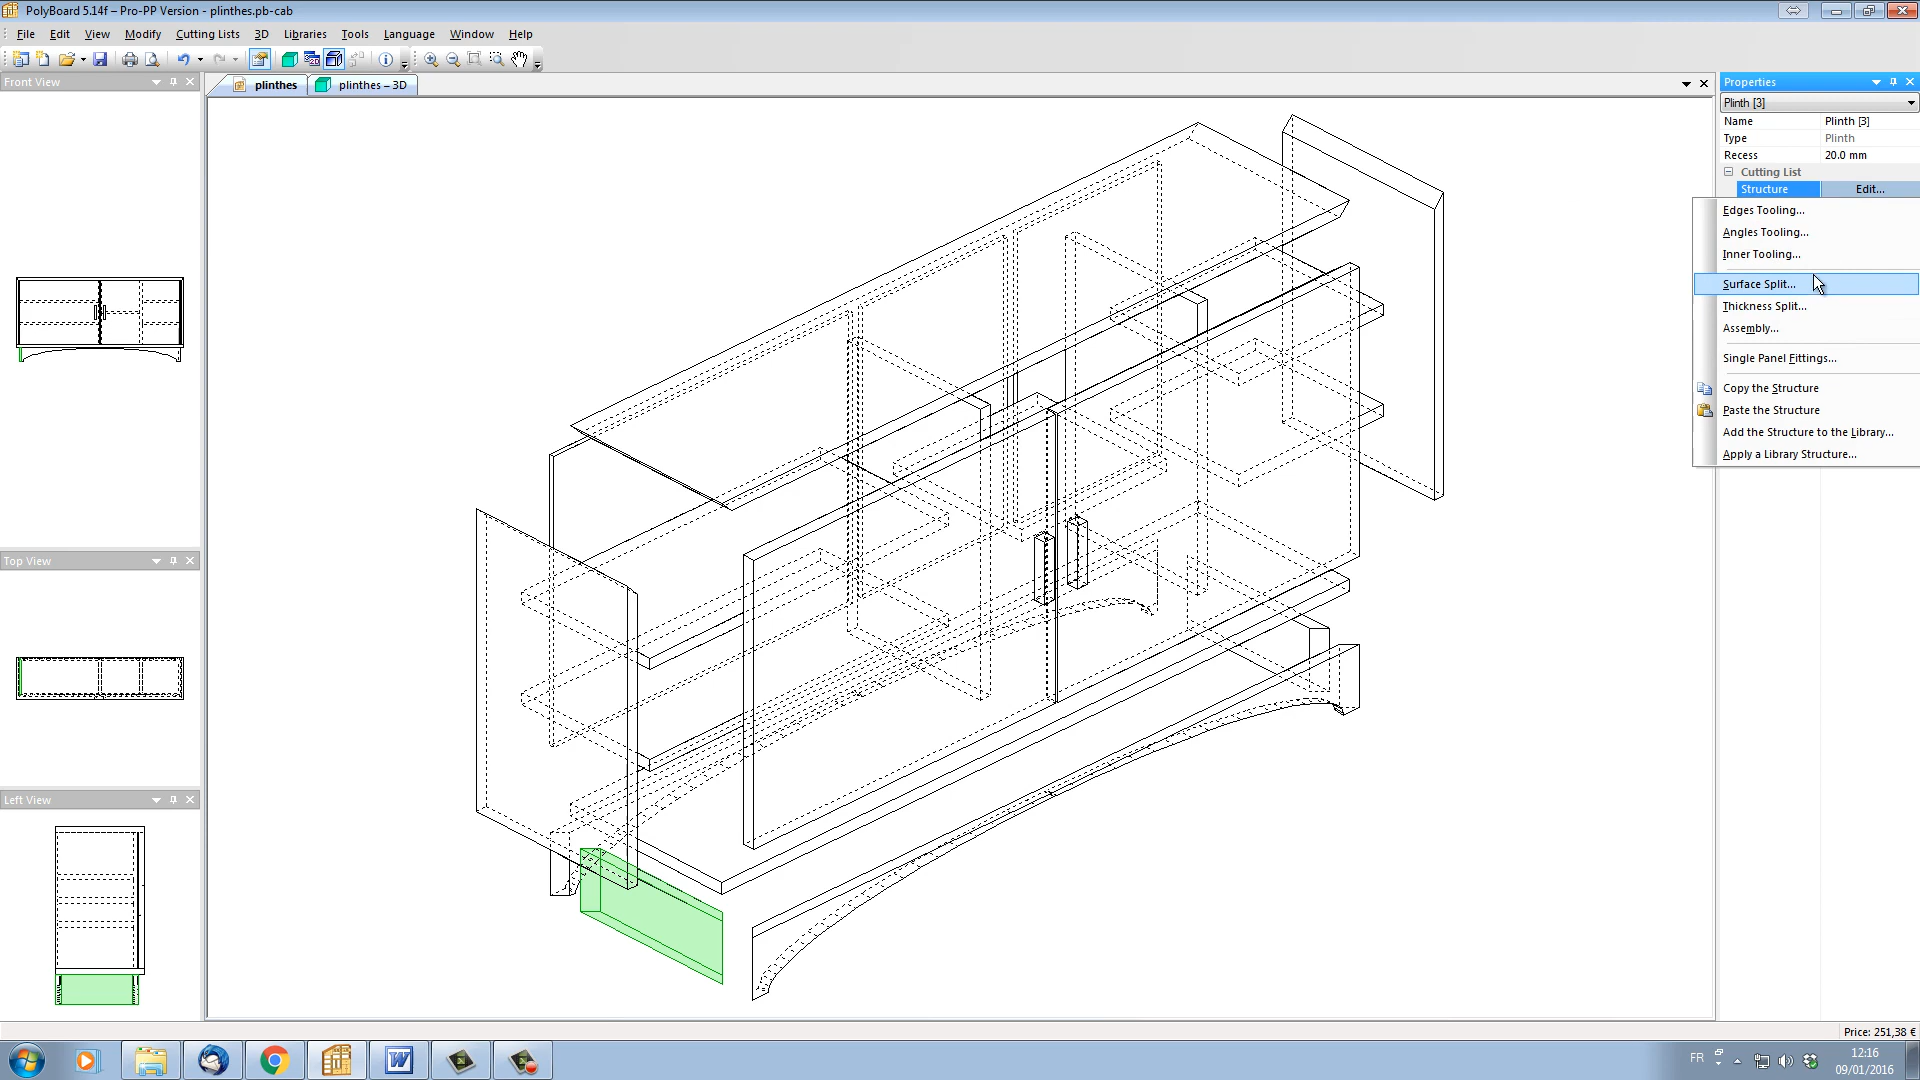 PolyBoard 5.14f – Pro-PP Version - plinthes.pb-cab
File Edit View Modify Cutting Lists 3D Libraries Tools Language Window Help
Front View
plinthes
plinthes – 3D
Properties
Plinth [3]
Name Plinth [3]
Type Plinth
Recess 20.0 mm
Cutting List
Structure Edit...
Edges Tooling...
Angles Tooling...
Inner Tooling...
Surface Split...
Thickness Split...
Assembly...
Single Panel Fittings...
Copy the Structure
Paste the Structure
Add the Structure to the Library...
Apply a Library Structure...
Top View
Left View
Price: 251,38 €
FR
12:16
09/01/2016